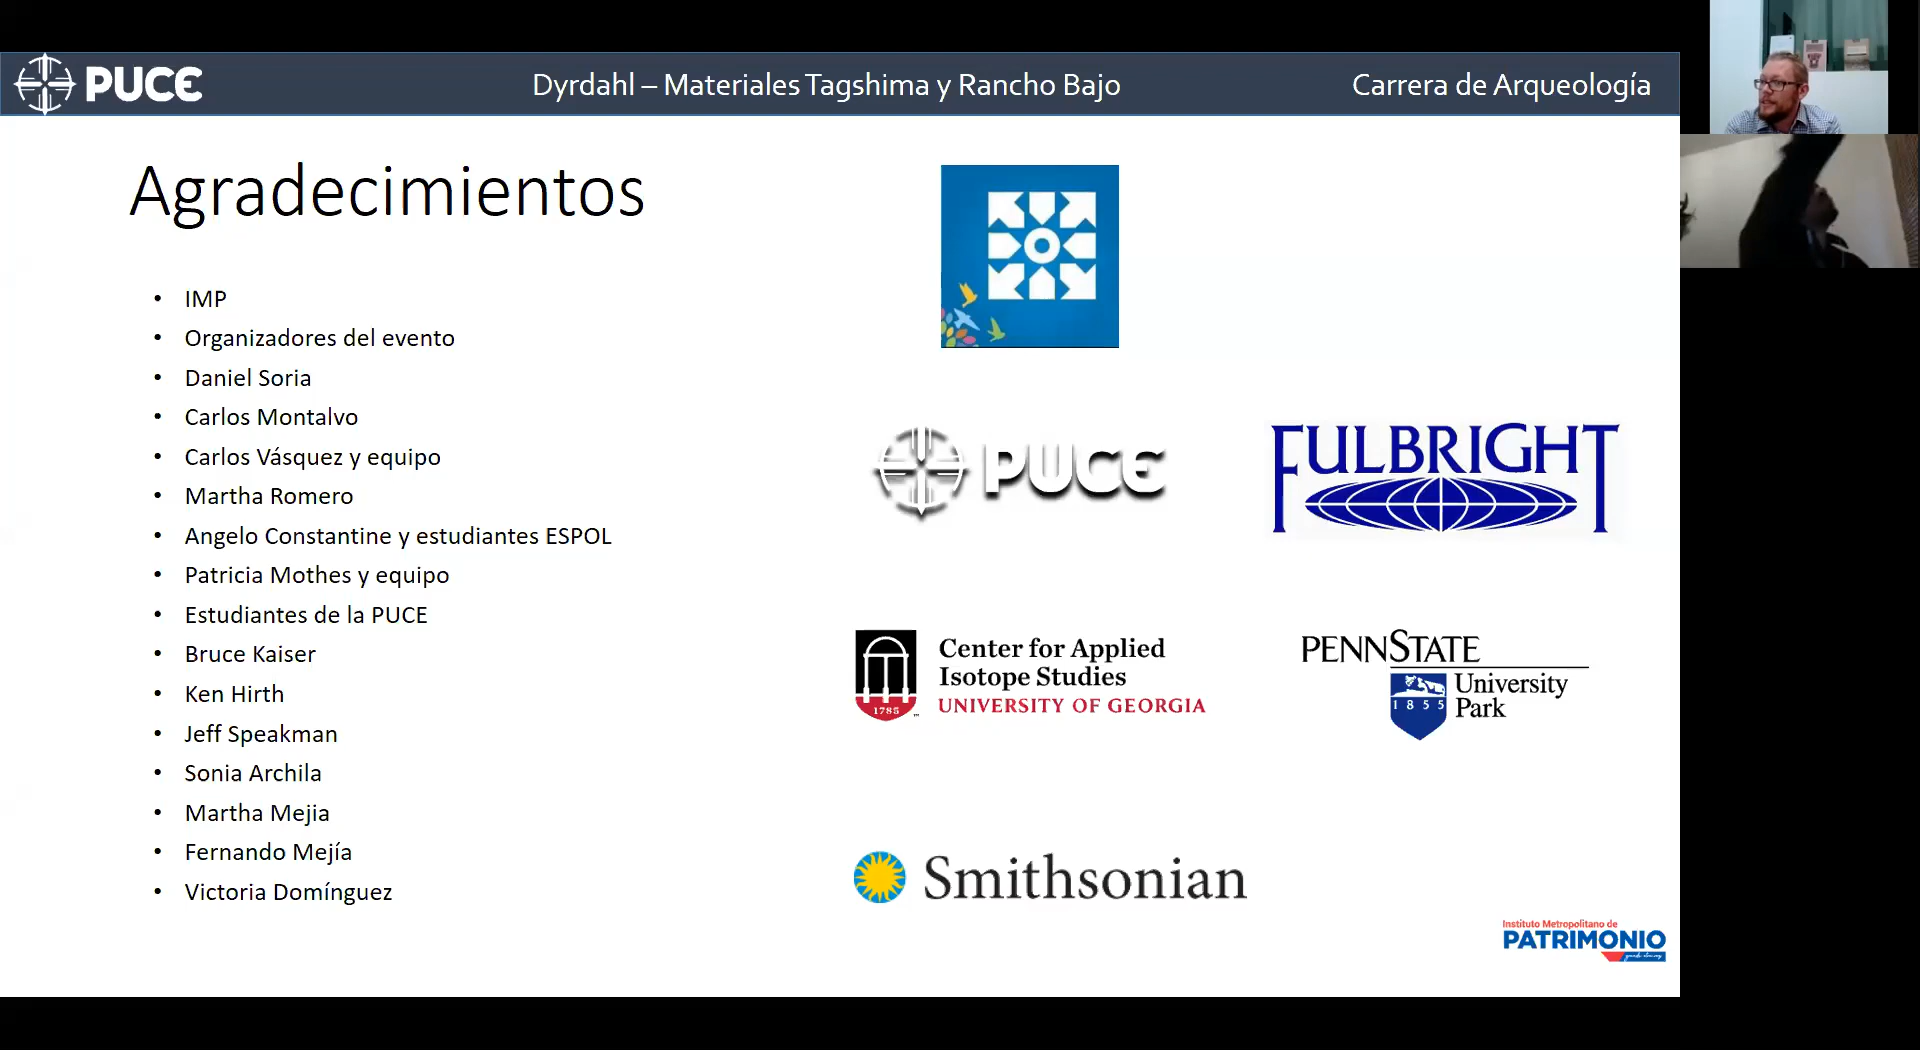 PUCE
Dyrdahl – Materiales Tagshima y Rancho Bajo
Carrera de Arqueología
Agradecimientos
• IMP
• Organizadores del evento
• Daniel Soria
• Carlos Montalvo
• Carlos Vásquez y equipo
• Martha Romero
• Angelo Constantine y estudiantes ESPOL
• Patricia Mothes y equipo
• Estudiantes de la PUCE
• Bruce Kaiser
• Ken Hirth
• Jeff Speakman
• Sonia Archila
• Martha Mejia
• Fernando Mejía
• Victoria Domínguez
PUCE
FULBRIGHT
1785
Center for Applied
Isotope Studies
UNIVERSITY OF GEORGIA
PENNSTATE
1855
University
Park
Smithsonian
Instituto Metropolitano de
PATRIMONIO